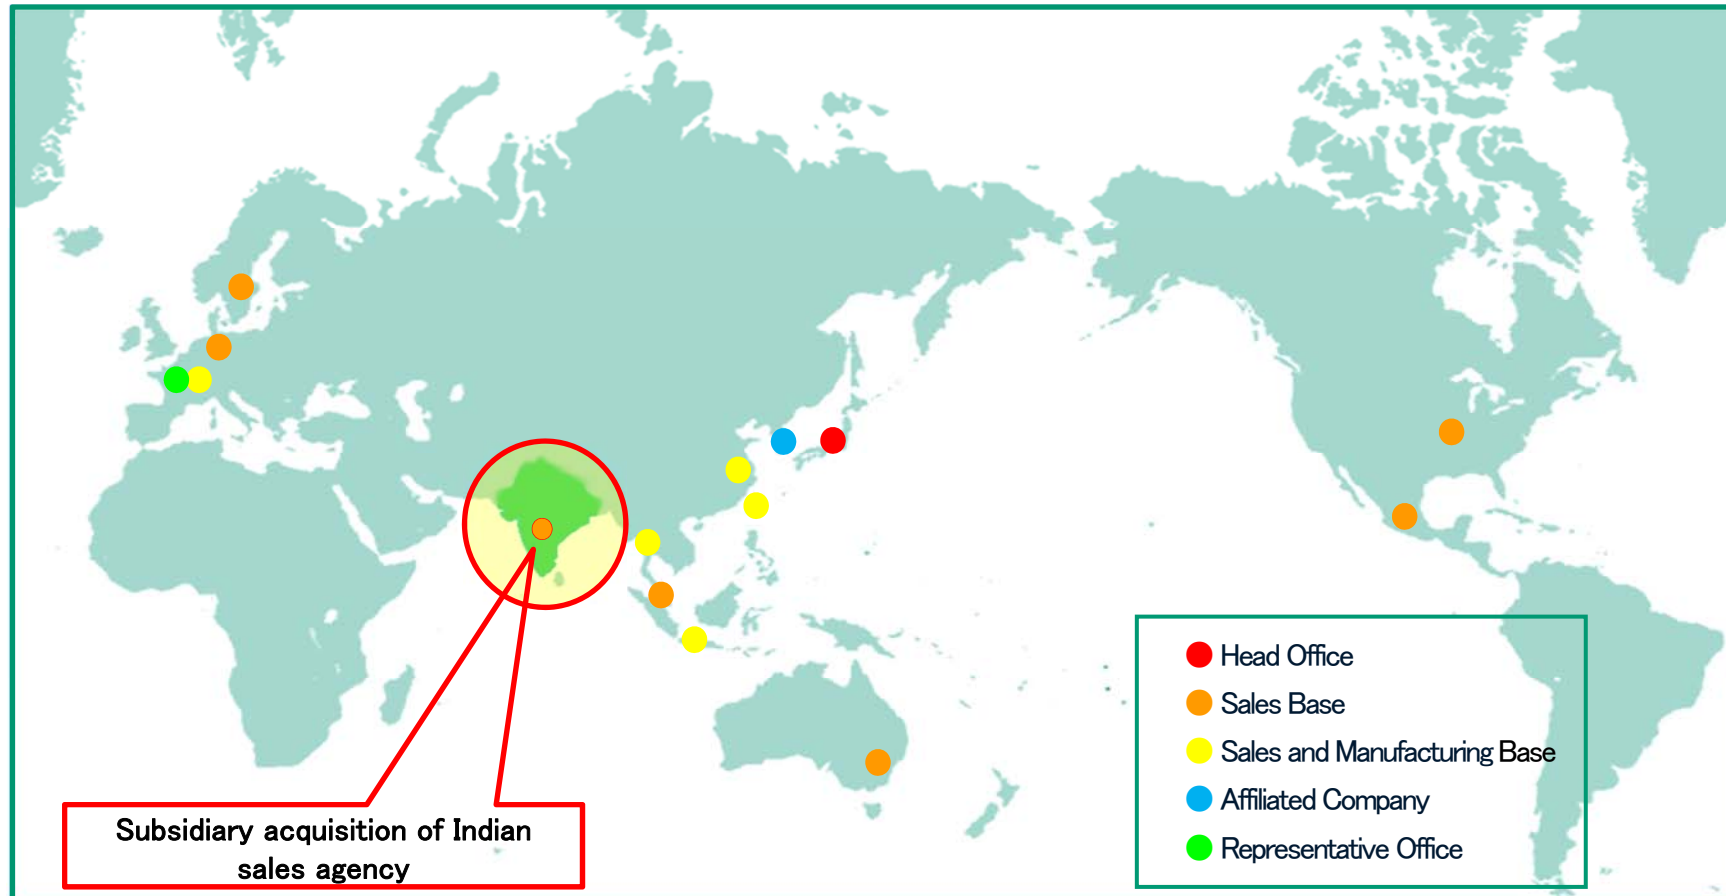 Subsidiary acquisition of Indian
sales agency
Head Office
Sales Base
Sales and Manufacturing Base
Affiliated Company
Representative Office